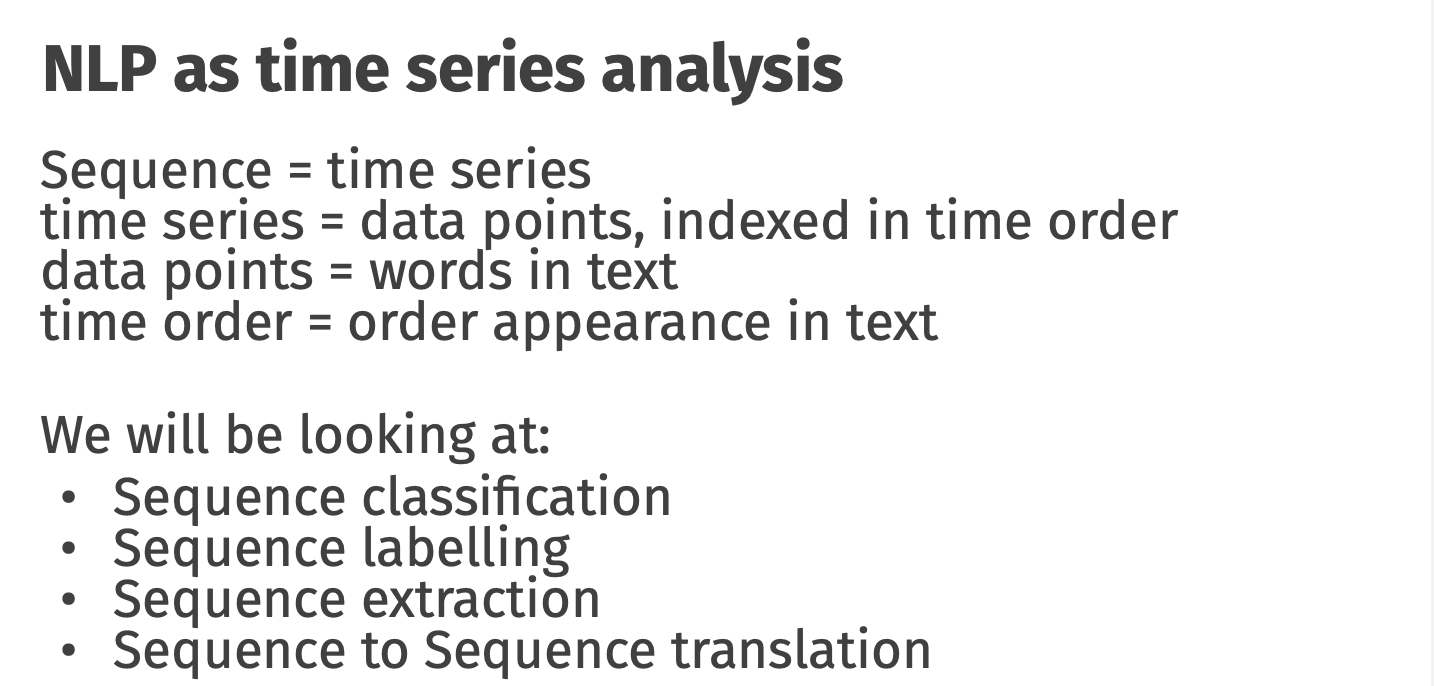 NLP as time series analysis
Sequence = time series
time series = data points, indexed in time order
data points = words in text
time order = order appearance in text
We will be looking at:
• Sequence classification
• Sequence labelling
• Sequence extraction
• Sequence to Sequence translation